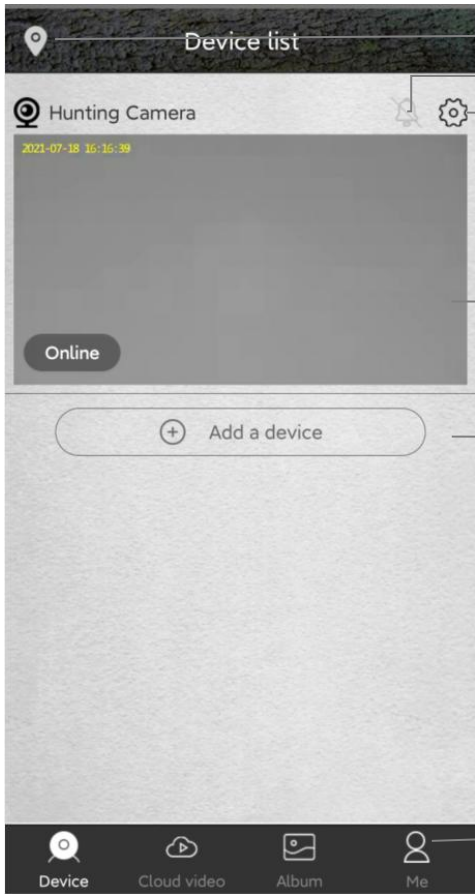 Device list
Hunting Camera
2021-07-18 16:16:39
Online
Add a device
Device
Cloud video
Album
Me